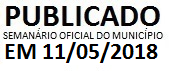 PUBLICADO
SEMANÁRIO OFICIAL DO MUNICÍPIO
EM 11/05/2018